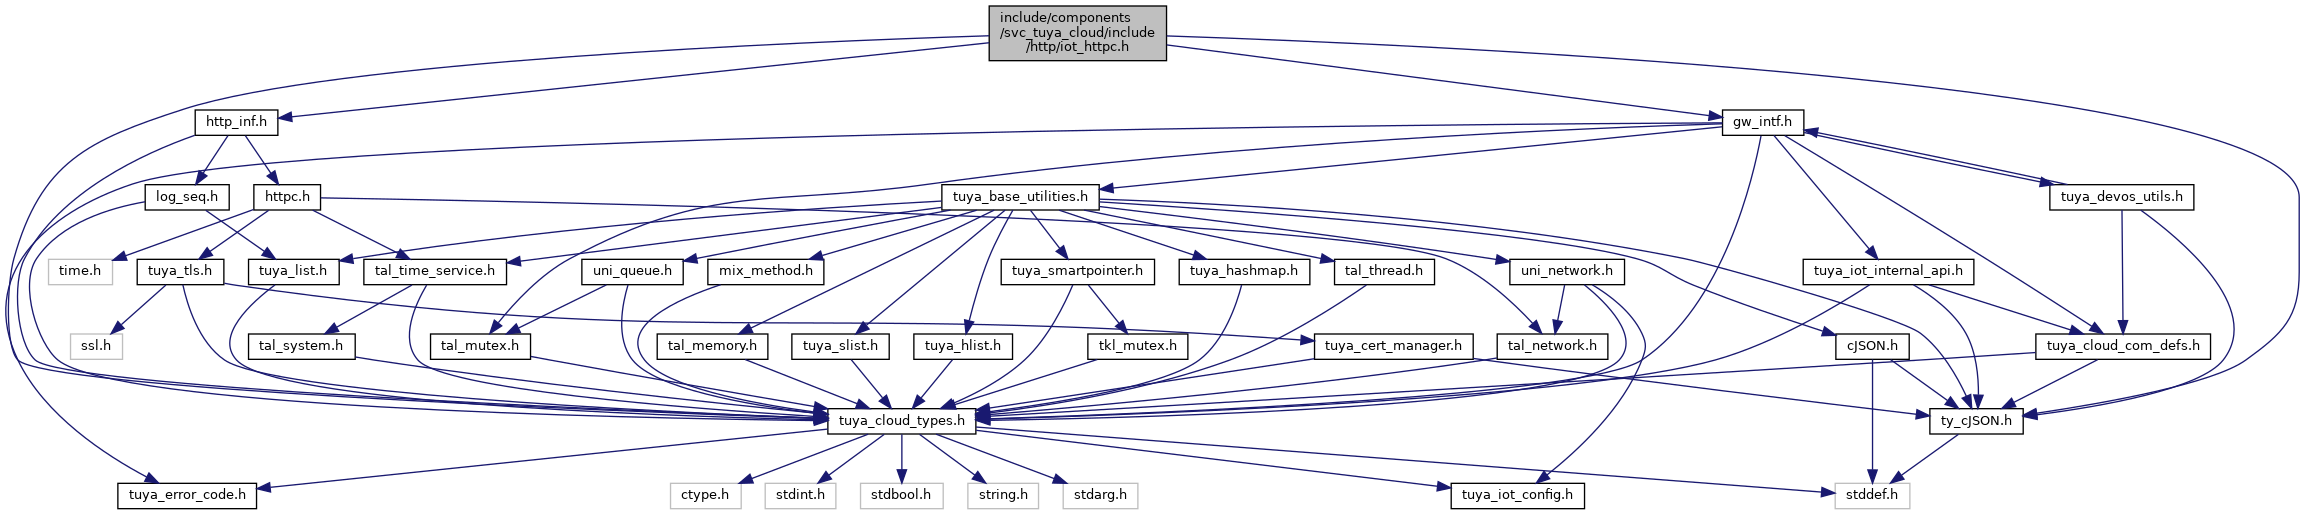 include/components
/svc_tuya_cloud/include
/http/iot_httpc.h
http_inf.h
gw_intf.h
log_seq.h
httpc.h
tuya_base_utilities.h
tuya_devos_utils.h
time.h
tuya_tls.h
tuya_list.h
tal_time_service.h
uni_queue.h
mix_method.h
tuya_smartpointer.h
tuya_hashmap.h
tal_thread.h
uni_network.h
tuya_iot_internal_api.h
ssl.h
tal_system.h
tal_mutex.h
tal_memory.h
tuya_slist.h
tuya_hlist.h
tkl_mutex.h
tuya_cert_manager.h
tal_network.h
cJSON.h
tuya_cloud_com_defs.h
tuya_cloud_types.h
ty_cJSON.h
tuya_error_code.h
ctype.h
stdint.h
stdbool.h
string.h
stdarg.h
tuya_iot_config.h
stddef.h